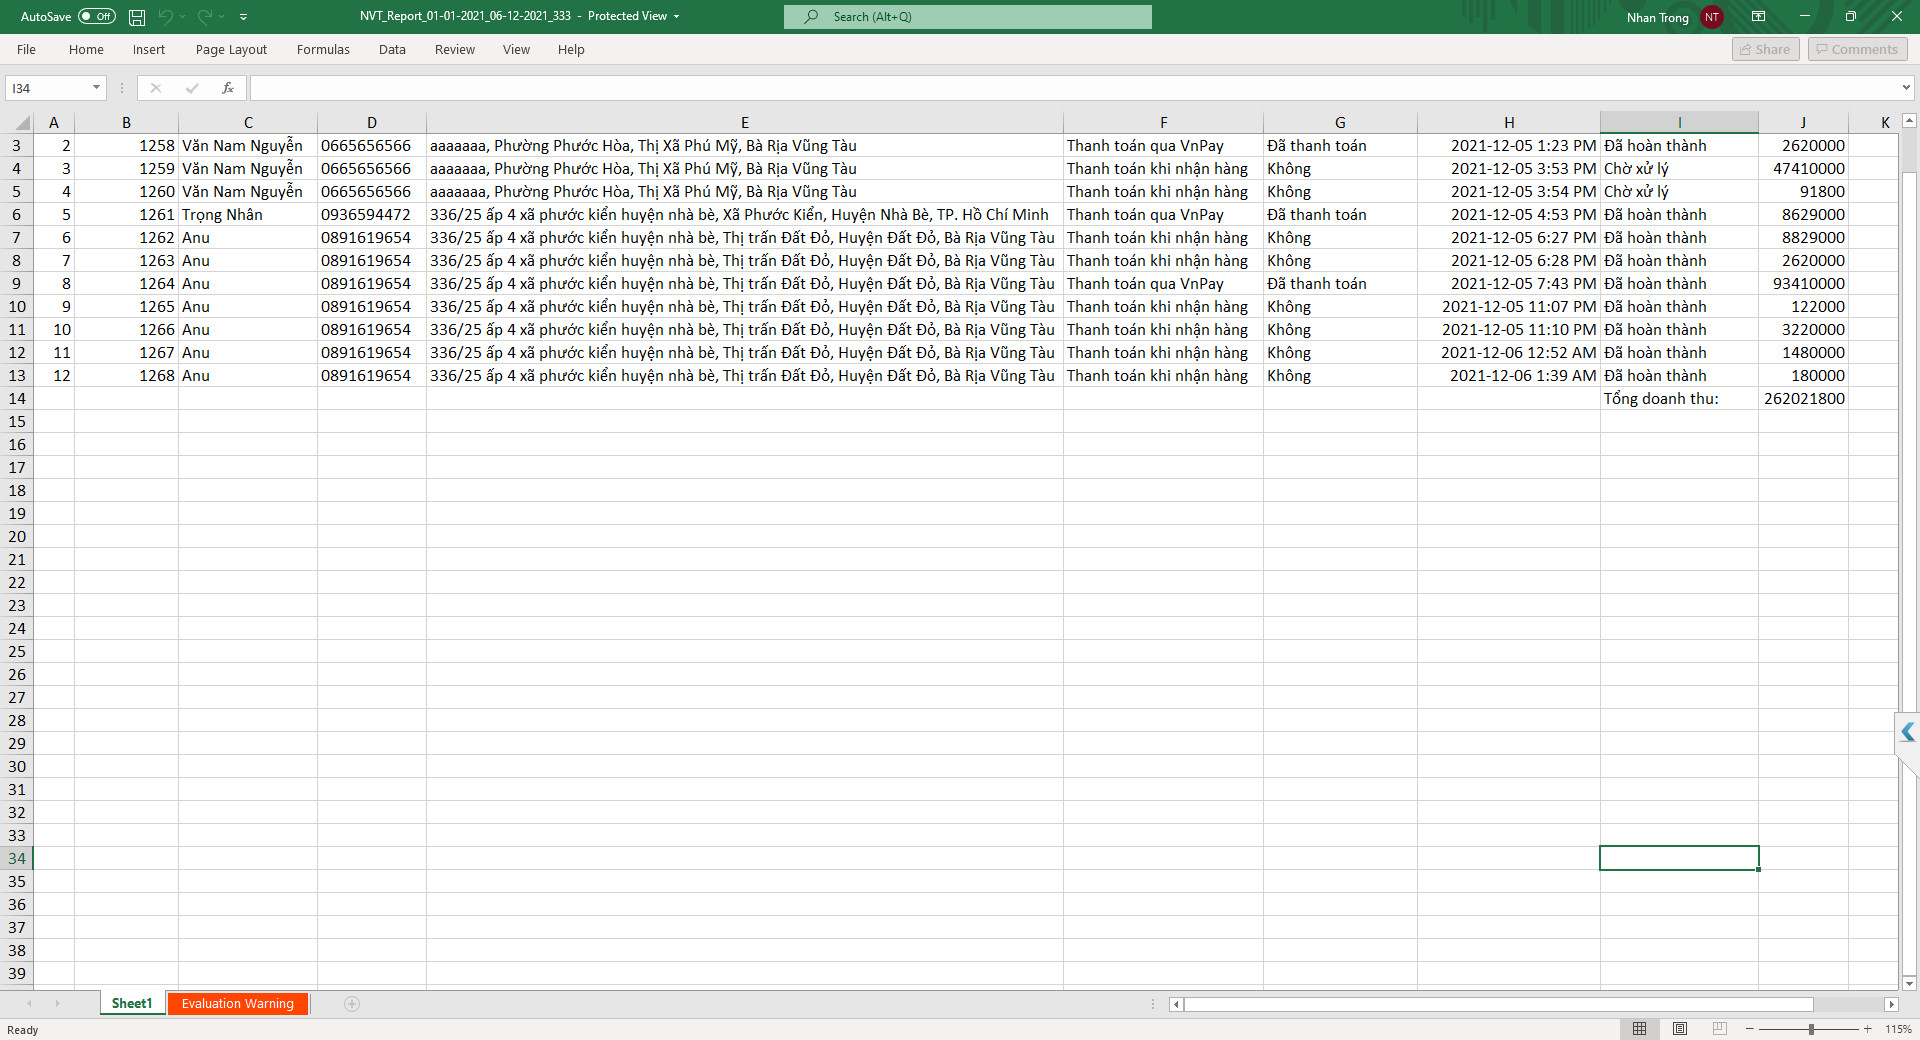 AutoSave Off NVT_Report_01-01-2021_06-12-2021_333 - Protected View Search (Alt+Q) Nhan Trong NT
File Home Insert Page Layout Formulas Data Review View Help Share Comments
I34 fx
A B C D E F G H I J K
3 2 1258 Văn Nam Nguyễn 0665656566 aaaaaaa, Phường Phước Hòa, Thị Xã Phú Mỹ, Bà Rịa Vũng Tàu Thanh toán qua VnPay Đã thanh toán 2021-12-05 1:23 PM Đã hoàn thành 2620000
4 3 1259 Văn Nam Nguyễn 0665656566 aaaaaaa, Phường Phước Hòa, Thị Xã Phú Mỹ, Bà Rịa Vũng Tàu Thanh toán khi nhận hàng Không 2021-12-05 3:53 PM Chờ xử lý 47410000
5 4 1260 Văn Nam Nguyễn 0665656566 aaaaaaa, Phường Phước Hòa, Thị Xã Phú Mỹ, Bà Rịa Vũng Tàu Thanh toán khi nhận hàng Không 2021-12-05 3:54 PM Chờ xử lý 91800
6 5 1261 Trọng Nhân 0936594472 336/25 ấp 4 xã phước kiển huyện nhà bè, Xã Phước Kiển, Huyện Nhà Bè, TP. Hồ Chí Minh Thanh toán qua VnPay Đã thanh toán 2021-12-05 4:53 PM Đã hoàn thành 8629000
7 6 1262 Anu 0891619654 336/25 ấp 4 xã phước kiển huyện nhà bè, Thị trấn Đất Đỏ, Huyện Đất Đỏ, Bà Rịa Vũng Tàu Thanh toán khi nhận hàng Không 2021-12-05 6:27 PM Đã hoàn thành 8829000
8 7 1263 Anu 0891619654 336/25 ấp 4 xã phước kiển huyện nhà bè, Thị trấn Đất Đỏ, Huyện Đất Đỏ, Bà Rịa Vũng Tàu Thanh toán khi nhận hàng Không 2021-12-05 6:28 PM Đã hoàn thành 2620000
9 8 1264 Anu 0891619654 336/25 ấp 4 xã phước kiển huyện nhà bè, Thị trấn Đất Đỏ, Huyện Đất Đỏ, Bà Rịa Vũng Tàu Thanh toán qua VnPay Đã thanh toán 2021-12-05 7:43 PM Đã hoàn thành 93410000
10 9 1265 Anu 0891619654 336/25 ấp 4 xã phước kiển huyện nhà bè, Thị trấn Đất Đỏ, Huyện Đất Đỏ, Bà Rịa Vũng Tàu Thanh toán khi nhận hàng Không 2021-12-05 11:07 PM Đã hoàn thành 122000
11 10 1266 Anu 0891619654 336/25 ấp 4 xã phước kiển huyện nhà bè, Thị trấn Đất Đỏ, Huyện Đất Đỏ, Bà Rịa Vũng Tàu Thanh toán khi nhận hàng Không 2021-12-05 11:10 PM Đã hoàn thành 3220000
12 11 1267 Anu 0891619654 336/25 ấp 4 xã phước kiển huyện nhà bè, Thị trấn Đất Đỏ, Huyện Đất Đỏ, Bà Rịa Vũng Tàu Thanh toán khi nhận hàng Không 2021-12-06 12:52 AM Đã hoàn thành 1480000
13 12 1268 Anu 0891619654 336/25 ấp 4 xã phước kiển huyện nhà bè, Thị trấn Đất Đỏ, Huyện Đất Đỏ, Bà Rịa Vũng Tàu Thanh toán khi nhận hàng Không 2021-12-06 1:39 AM Đã hoàn thành 180000
14 Tổng doanh thu: 262021800
15
16
17
18
19
20
21
22
23
24
25
26
27
28
29
30
31
32
33
34
35
36
37
38
39
Sheet1 Evaluation Warning
Ready 115%